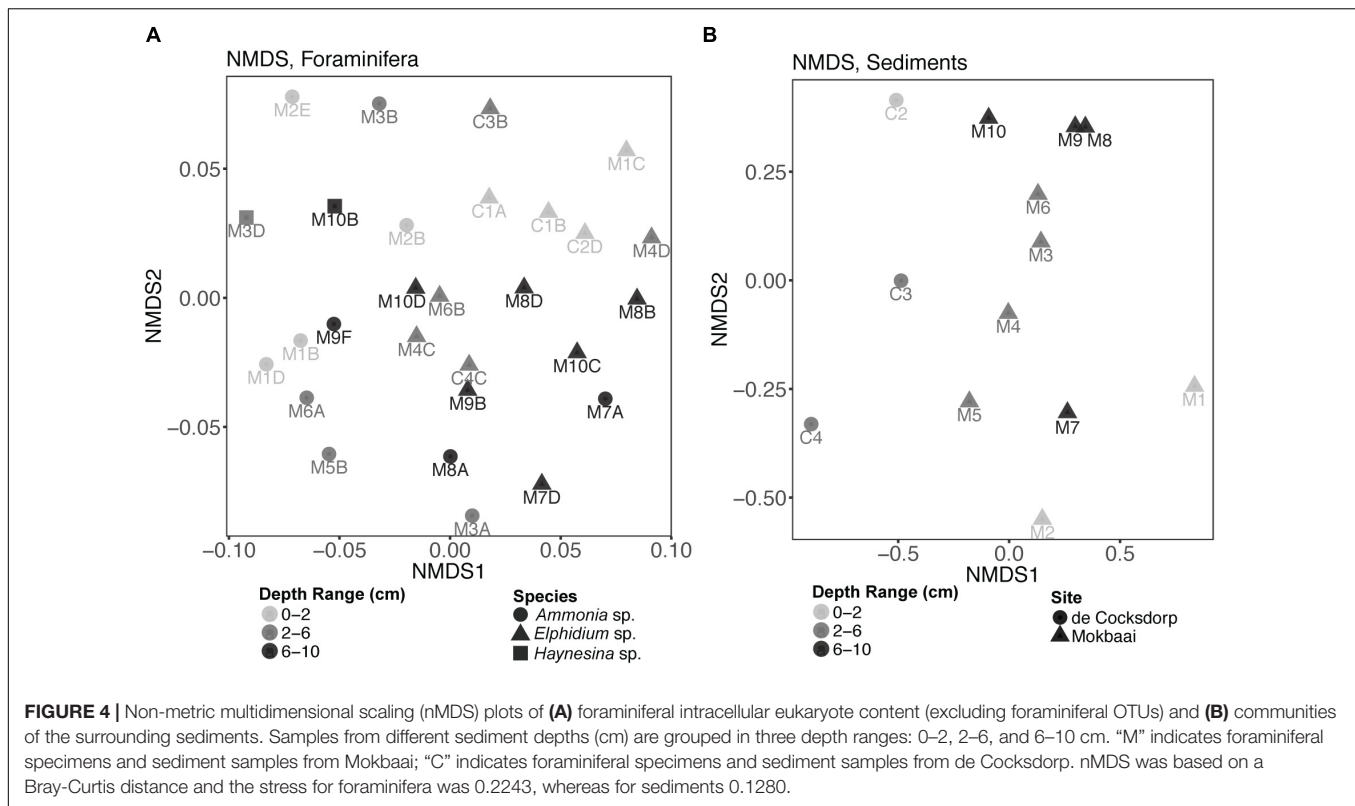 A
NMDS, Foraminifera
M2E
M3B
C3B
M1C
0.05
M3D
M10B
M2B
C1A
C1B
C2D
M4D
0.00
M10D
M6B
M8D
M8B
NMDS2
M9F
M1B
M1D
M4C
C4C
M10C
M6A
M9B
M7A
−0.05
M5B
M8A
M7D
M3A
−0.10 −0.05 0.00 0.05 0.10
NMDS1
Depth Range (cm)
0–2
2–6
6–10
Species
Ammonia sp.
Elphidium sp.
Haynesina sp.
B
NMDS, Sediments
C2
M10
M9 M8
0.25
M6
M3
0.00
C3
M4
NMDS2
−0.25
M5
M7
M1
C4
−0.50
M2
−0.5 0.0 0.5
NMDS1
Depth Range (cm)
0–2
2–6
6–10
Site
de Cocksdorp
Mokbaai
FIGURE 4 | Non-metric multidimensional scaling (nMDS) plots of (A) foraminiferal intracellular eukaryote content (excluding foraminiferal OTUs) and (B) communities
of the surrounding sediments. Samples from different sediment depths (cm) are grouped in three depth ranges: 0–2, 2–6, and 6–10 cm. “M” indicates foraminiferal
specimens and sediment samples from Mokbaai; “C” indicates foraminiferal specimens and sediment samples from de Cocksdorp. nMDS was based on a
Bray-Curtis distance and the stress for foraminifera was 0.2243, whereas for sediments 0.1280.